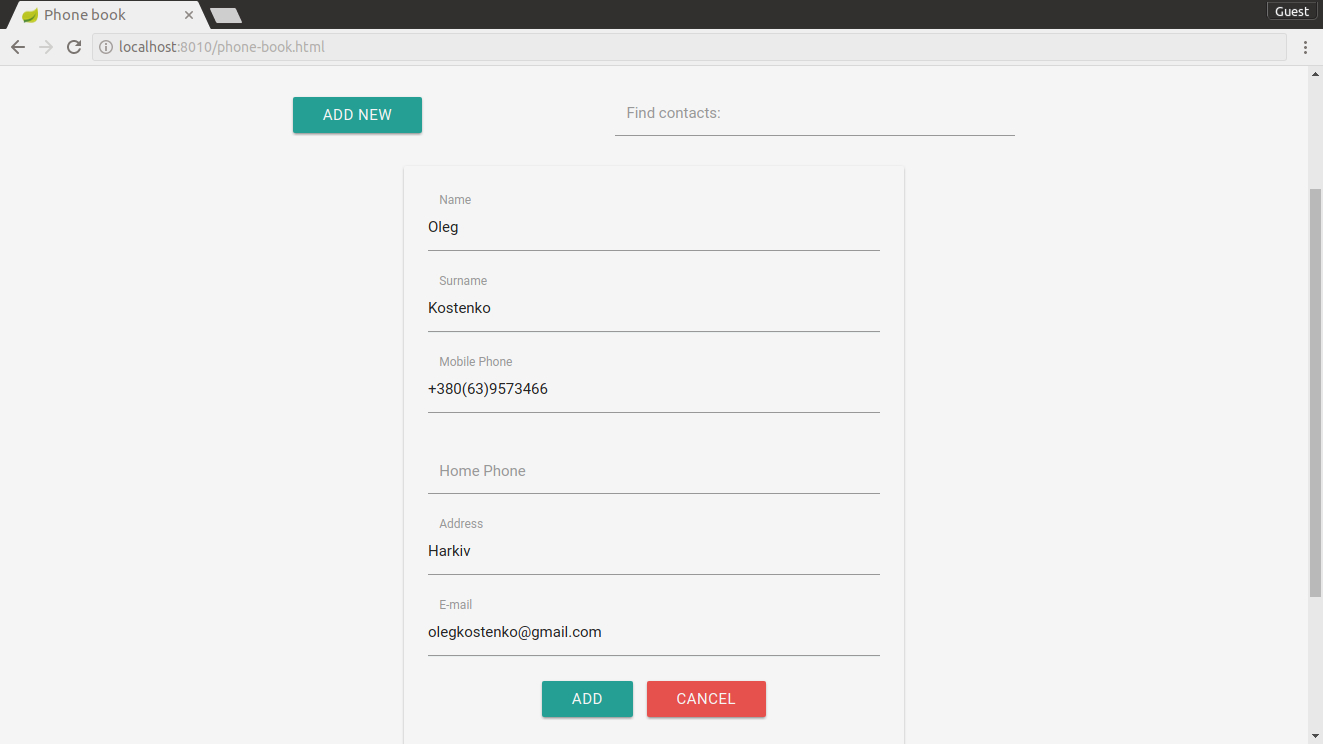 Phone book
Guest
localhost:8010/phone-book.html
ADD NEW
Find contacts:
Name
Oleg
Surname
Kostenko
Mobile Phone
+380(63)9573466
Home Phone
Address
Harkiv
E-mail
olegkostenko@gmail.com
ADD CANCEL